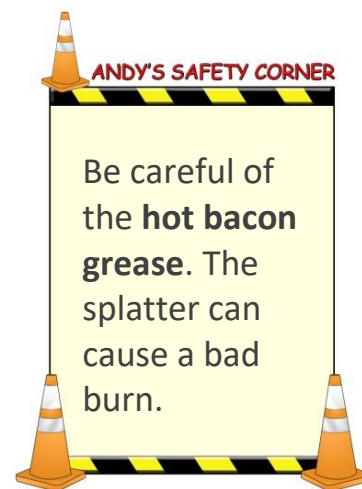 ANDY'S SAFETY CORNER
Be careful of
the hot bacon
grease. The
splatter can
cause a bad
burn.